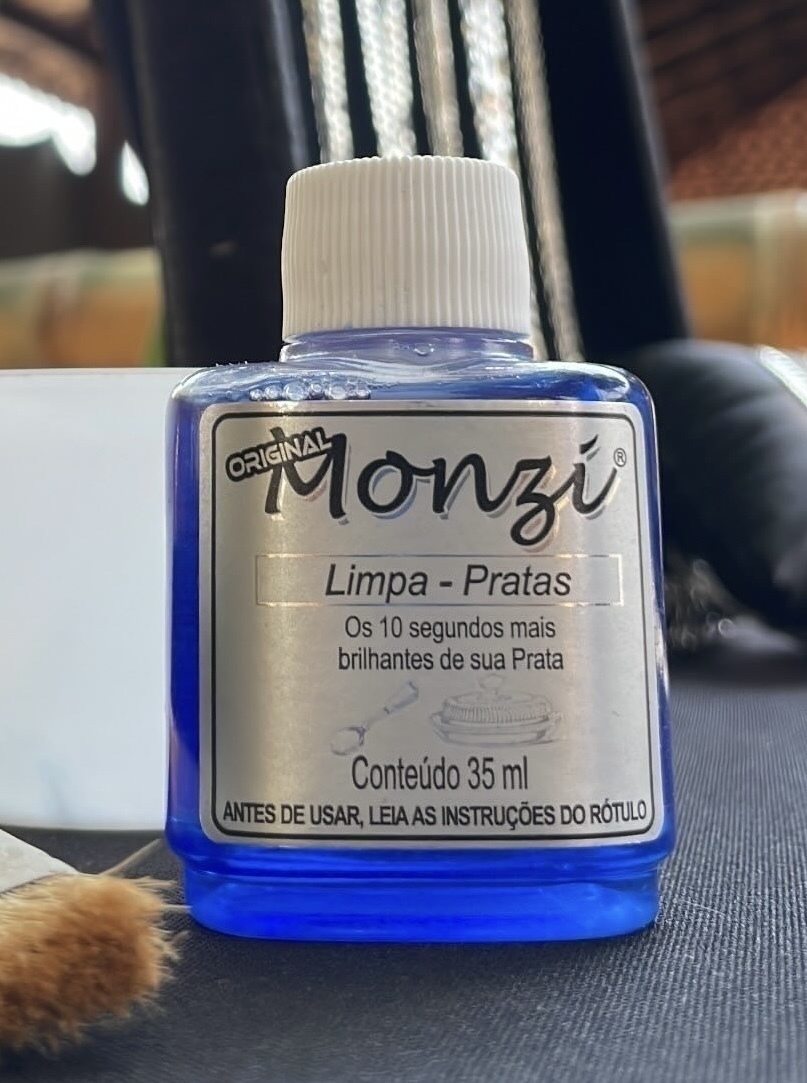 ORIGINAL
Monzi®
Limpa - Pratas
Os 10 segundos mais
brilhantes de sua Prata
Conteúdo 35 ml
ANTES DE USAR, LEIA AS INSTRUÇÕES DO RÓTULO